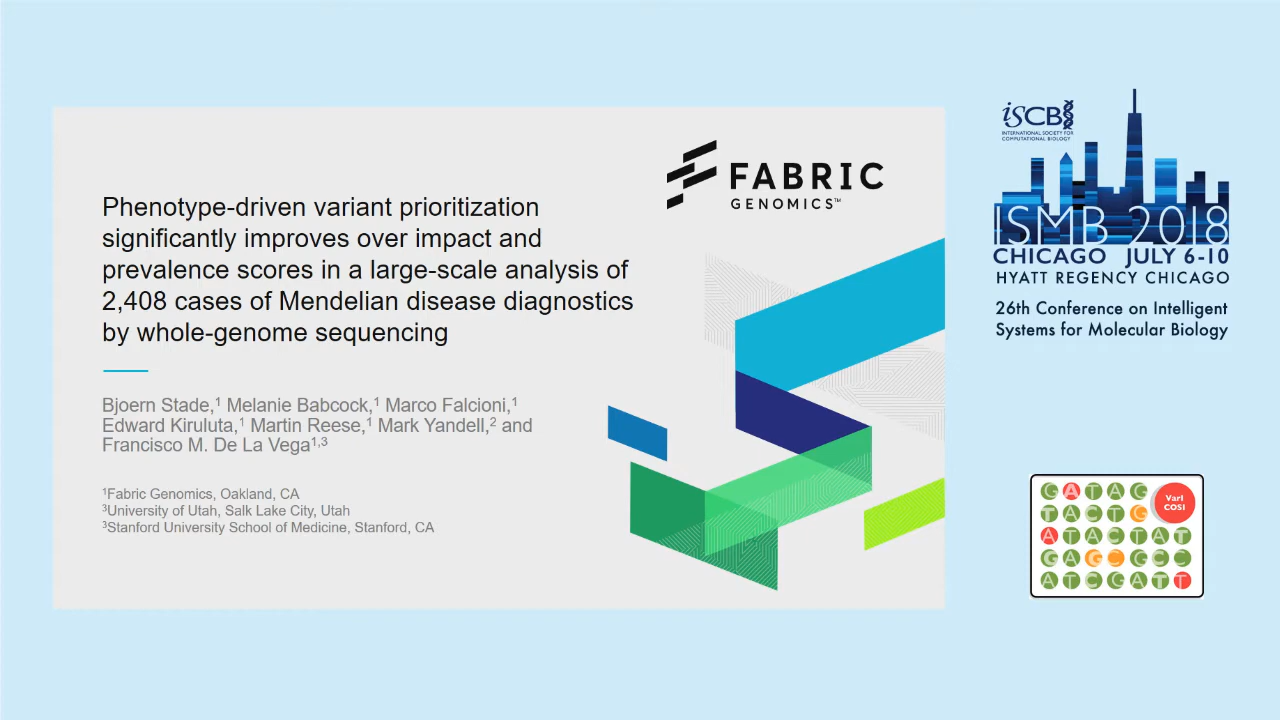 Phenotype-driven variant prioritization
significantly improves over impact and
prevalence scores in a large-scale analysis of
2,408 cases of Mendelian disease diagnostics
by whole-genome sequencing
Bjoern Stade,¹ Melanie Babcock,¹ Marco Falcioni,¹
Edward Kiruluta,¹ Martin Reese,¹ Mark Yandell,² and
Francisco M. De La Vega¹,³
¹Fabric Genomics, Oakland, CA
³University of Utah, Salk Lake City, Utah
³Stanford University School of Medicine, Stanford, CA
FABRIC
GENOMICS™
iSCB
INTERNATIONAL SOCIETY FOR
COMPUTATIONAL BIOLOGY
ISMB 2018
CHICAGO JULY 6-10
HYATT REGENCY CHICAGO
26th Conference on Intelligent
Systems for Molecular Biology
GATAG
VarI
COSI
TACTG
ATACTAT
GAGCGCC
ATCGATT